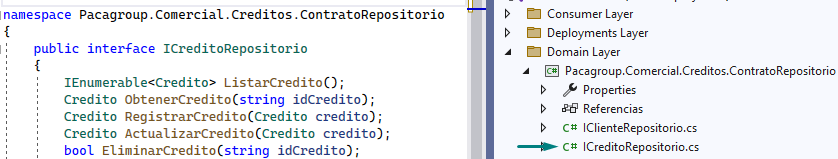 namespace Pacagroup.Comercial.Creditos.ContratoRepositorio
{
public interface ICreditoRepositorio
{
IEnumerable<Credito> ListarCredito();
Credito ObtenerCredito(string idCredito);
Credito RegistrarCredito(Credito credito);
Credito ActualizarCredito(Credito credito);
bool EliminarCredito(string idCredito);
Consumer Layer
Deployments Layer
Domain Layer
C# Pacagroup.Comercial.Creditos.ContratoRepositorio
Properties
Referencias
C# IClienteRepositorio.cs
C# ICreditoRepositorio.cs